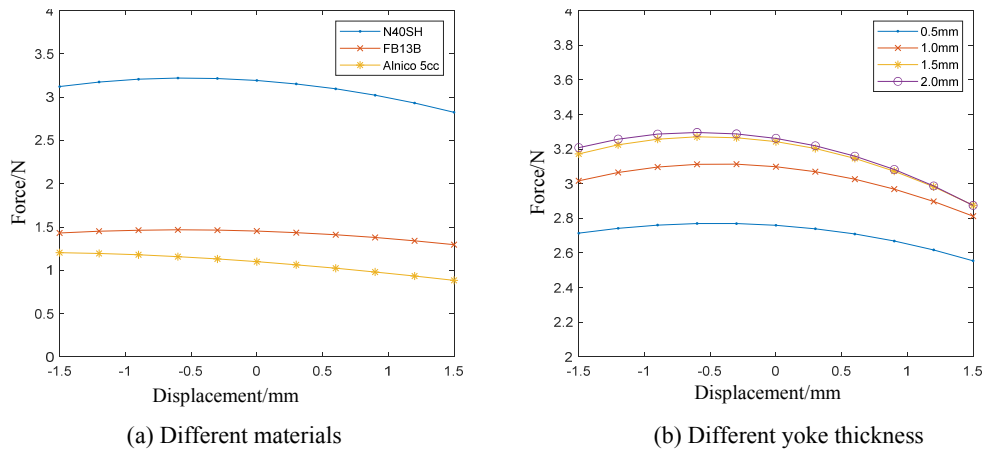 4
3.5
3
2.5
2
1.5
1
0.5
0
Force/N
-1.5
-1
-0.5
0
0.5
1
1.5
Displacement/mm
N40SH
FB13B
Alnico 5cc
(a) Different materials
4
3.8
3.6
3.4
3.2
3
2.8
2.6
2.4
2.2
2
Force/N
-1.5
-1
-0.5
0
0.5
1
1.5
Displacement/mm
0.5mm
1.0mm
1.5mm
2.0mm
(b) Different yoke thickness